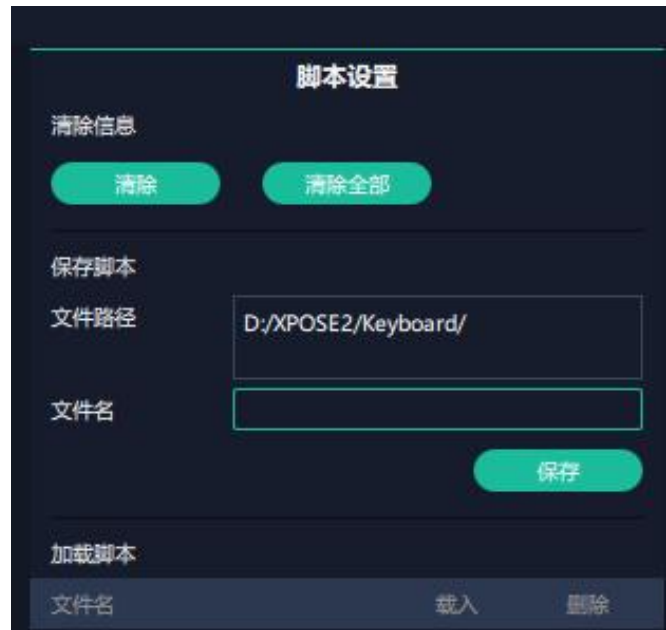 脚本设置
清除信息
清除 清除全部
保存脚本
文件路径 D:/XPOSE2/Keyboard/
文件名
保存
加载脚本
文件名 载入 删除